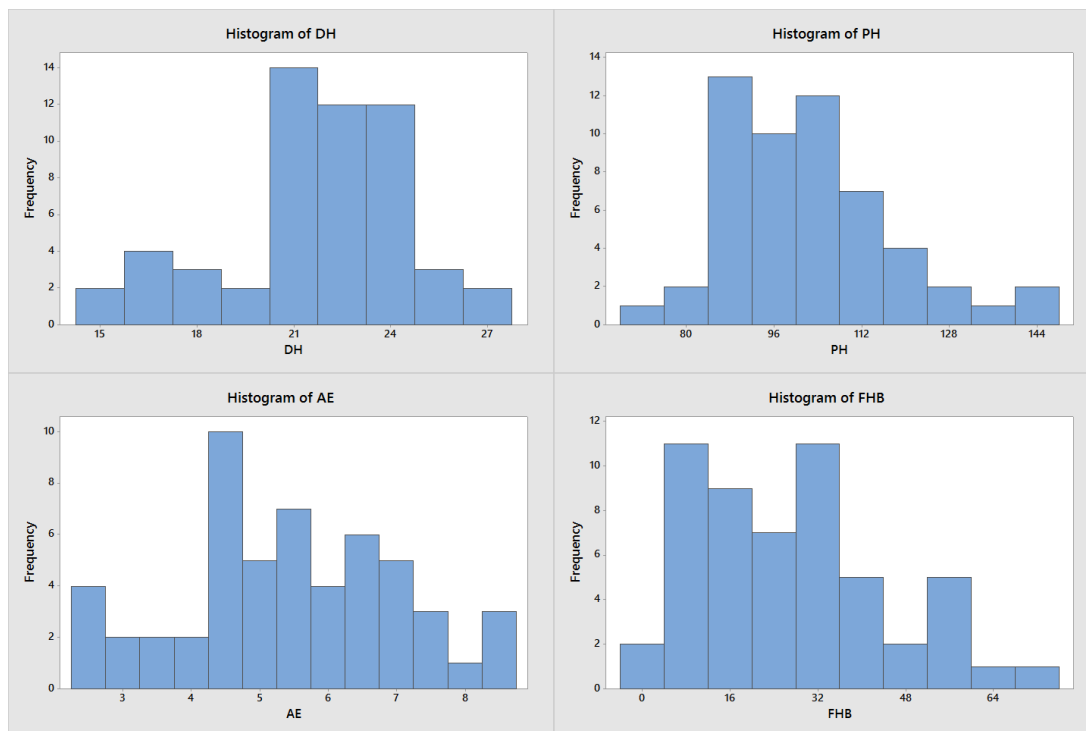 Histogram of DH
Frequency
14
12
10
8
6
4
2
0
15 18 21 24 27
DH
Histogram of PH
Frequency
14
12
10
8
6
4
2
0
80 96 112 128 144
PH
Histogram of AE
Frequency
10
8
6
4
2
0
3 4 5 6 7 8
AE
Histogram of FHB
Frequency
12
10
8
6
4
2
0
0 16 32 48 64
FHB